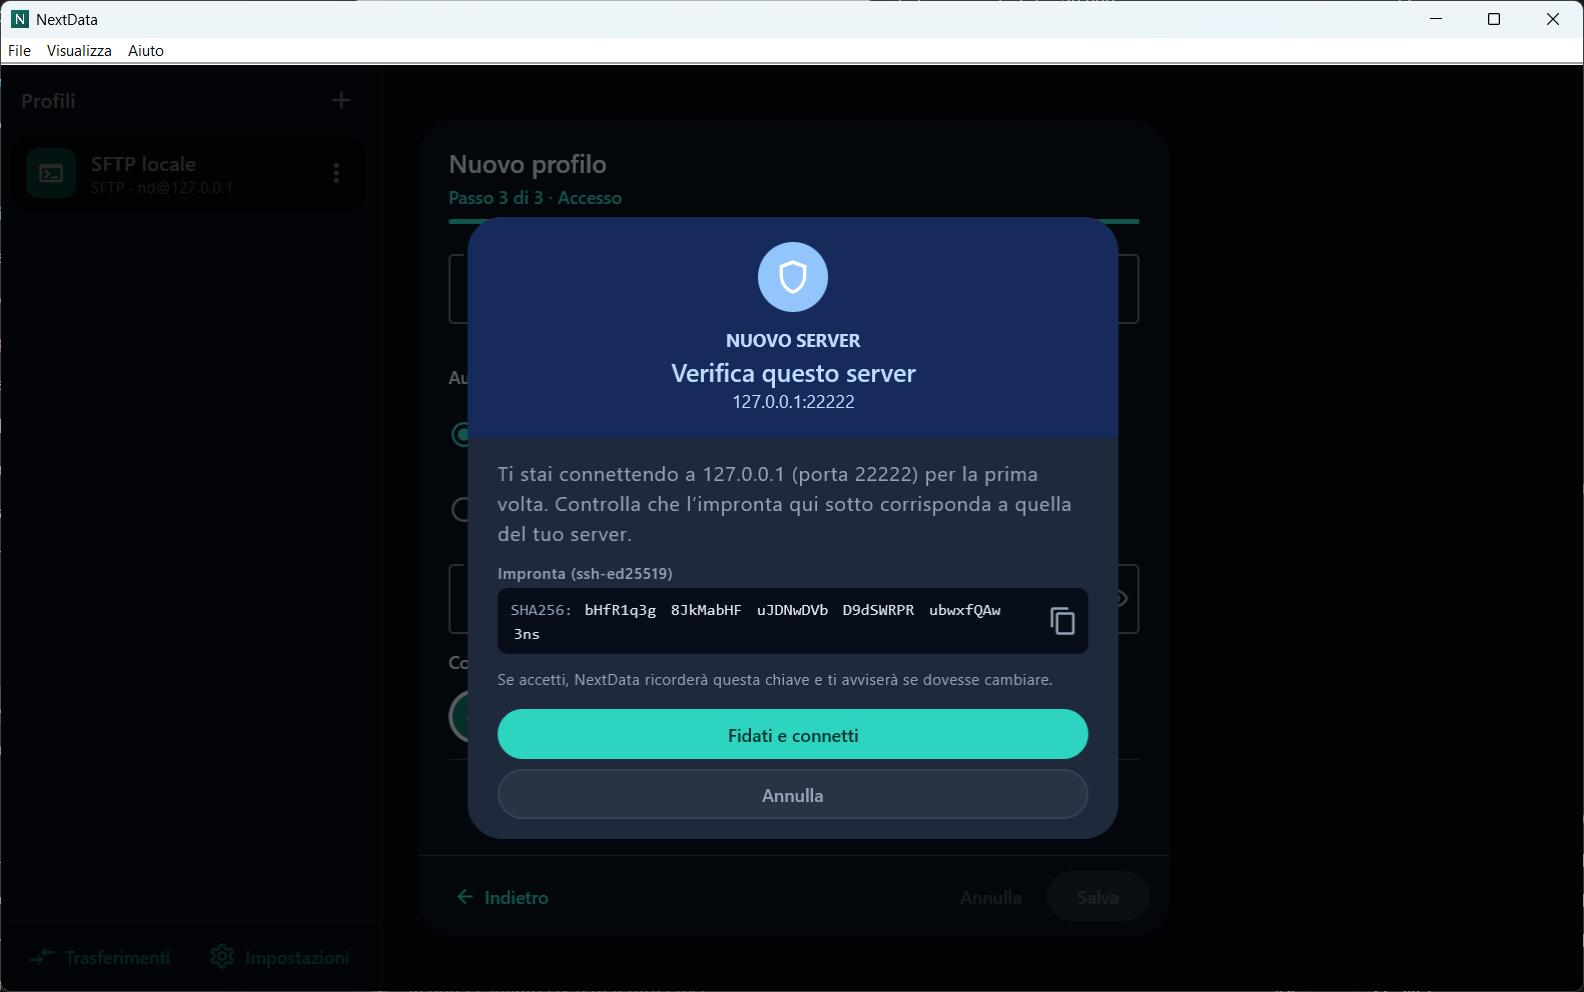 NextData
File Visualizza Aiuto
Profili
SFTP locale
SFTP · nd@127.0.0.1
Nuovo profilo
Passo 3 di 3 · Accesso
NUOVO SERVER
Verifica questo server
127.0.0.1:22222
Ti stai connettendo a 127.0.0.1 (porta 22222) per la prima
volta. Controlla che l’impronta qui sotto corrisponda a quella
del tuo server.
Impronta (ssh-ed25519)
SHA256: bHfR1q3g 8JkMabHF uJDNwDVb D9dSWRPR ubwxfQAw
3ns
Se accetti, NextData ricorderà questa chiave e ti avviserà se dovesse cambiare.
Fidati e connetti
Annulla
Au
Co
Indietro
Annulla
Salva
Trasferimenti
Impostazioni